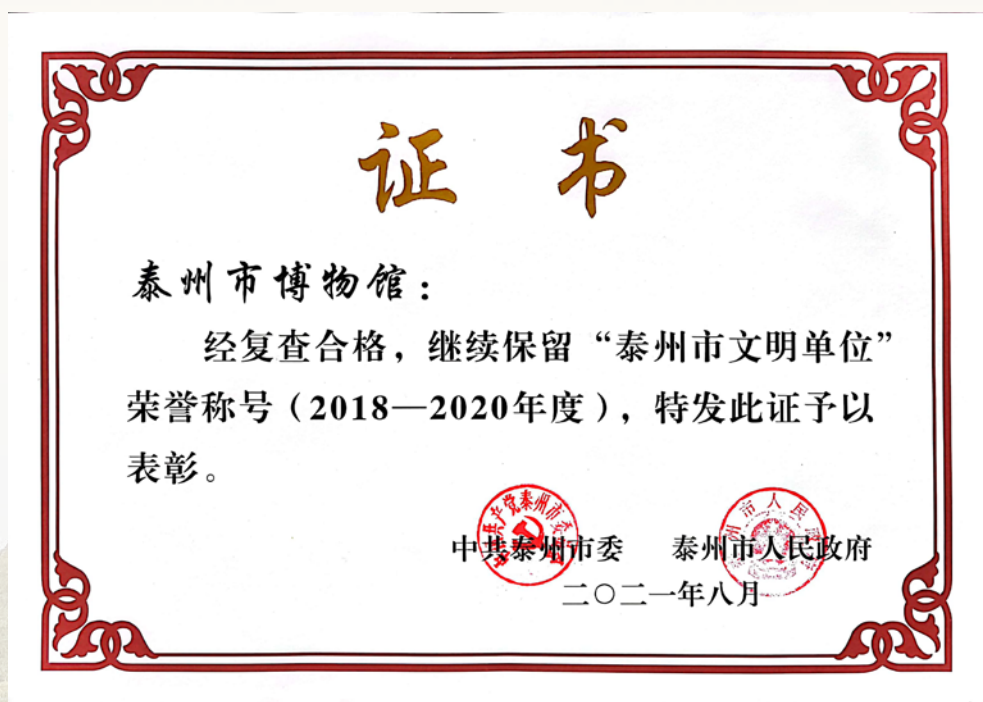 证 书
泰州市博物馆：
经复查合格，继续保留“泰州市文明单位”
荣誉称号（2018—2020年度），特发此证予以
表彰。
中共泰州市委 泰州市人民政府
二〇二一年八月